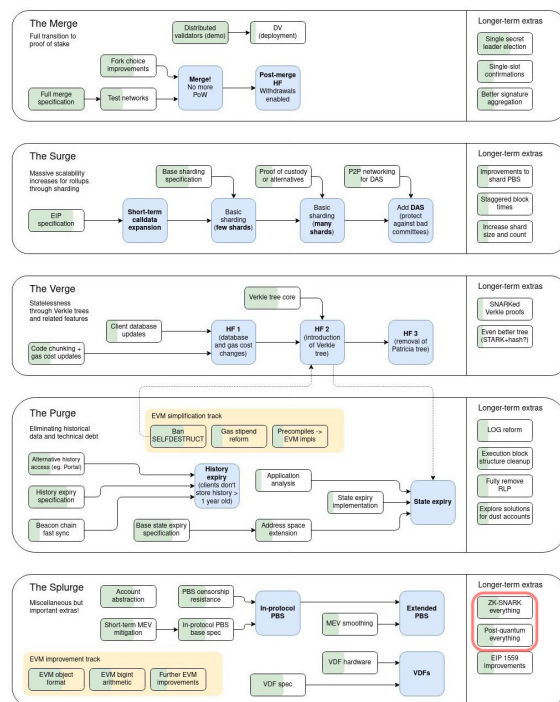 The Merge
Full transition to
proof of stake
Distributed
validators (demo)
DV
(deployment)
Fork choice
improvements
Full merge
specification
Test networks
Merge!
No more
PoW
Post-merge
HF
Withdrawals
enabled
Longer-term extras
Single secret
leader election
Single-slot
confirmations
Better signature
aggregation
The Surge
Massive scalability
increases for rollups
through sharding
Base sharding
specification
Proof of custody
or alternatives
P2P networking
for DAS
EIP
specification
Short-term
calldata
expansion
Basic
sharding
(few shards)
Basic
sharding
(many
shards)
Add DAS
(protect
against bad
committees)
Longer-term extras
Improvements to
shard PBS
Staggered block
times
Increase shard
size and count
The Verge
Statelessness
through Verkle trees
and related features
Verkle tree core
Client database
updates
Code chunking +
gas cost updates
HF 1
(database
and gas cost
changes)
HF 2
(introduction
of Verkle
tree)
HF 3
(removal of
Patricia tree)
Longer-term extras
SNARKed
Verkle proofs
Even better tree
(STARK+hash?)
The Purge
Eliminating historical
data and technical debt
EVM simplification track
Ban
SELFDESTRUCT
Gas stipend
reform
Precompiles ->
EVM impls
Alternative history
access (eg. Portal)
History expiry
specification
Beacon chain
fast sync
History
expiry
(clients don't
store history >
1 year old)
Application
analysis
State expiry
implementation
Base state expiry
specification
Address space
extension
State expiry
Longer-term extras
LOG reform
Execution block
structure cleanup
Fully remove
RLP
Explore solutions
for dust accounts
The Splurge
Miscellaneous but
important extras!
Account
abstraction
PBS censorship
resistance
Short-term MEV
mitigation
In-protocol PBS
base spec
In-protocol
PBS
MEV smoothing
Extended
PBS
EVM improvement track
EVM object
format
EVM bigint
arithmetic
Further EVM
improvements
VDF hardware
VDF spec
VDFs
Longer-term extras
ZK-SNARK
everything
Post-quantum
everything
EIP 1559
improvements